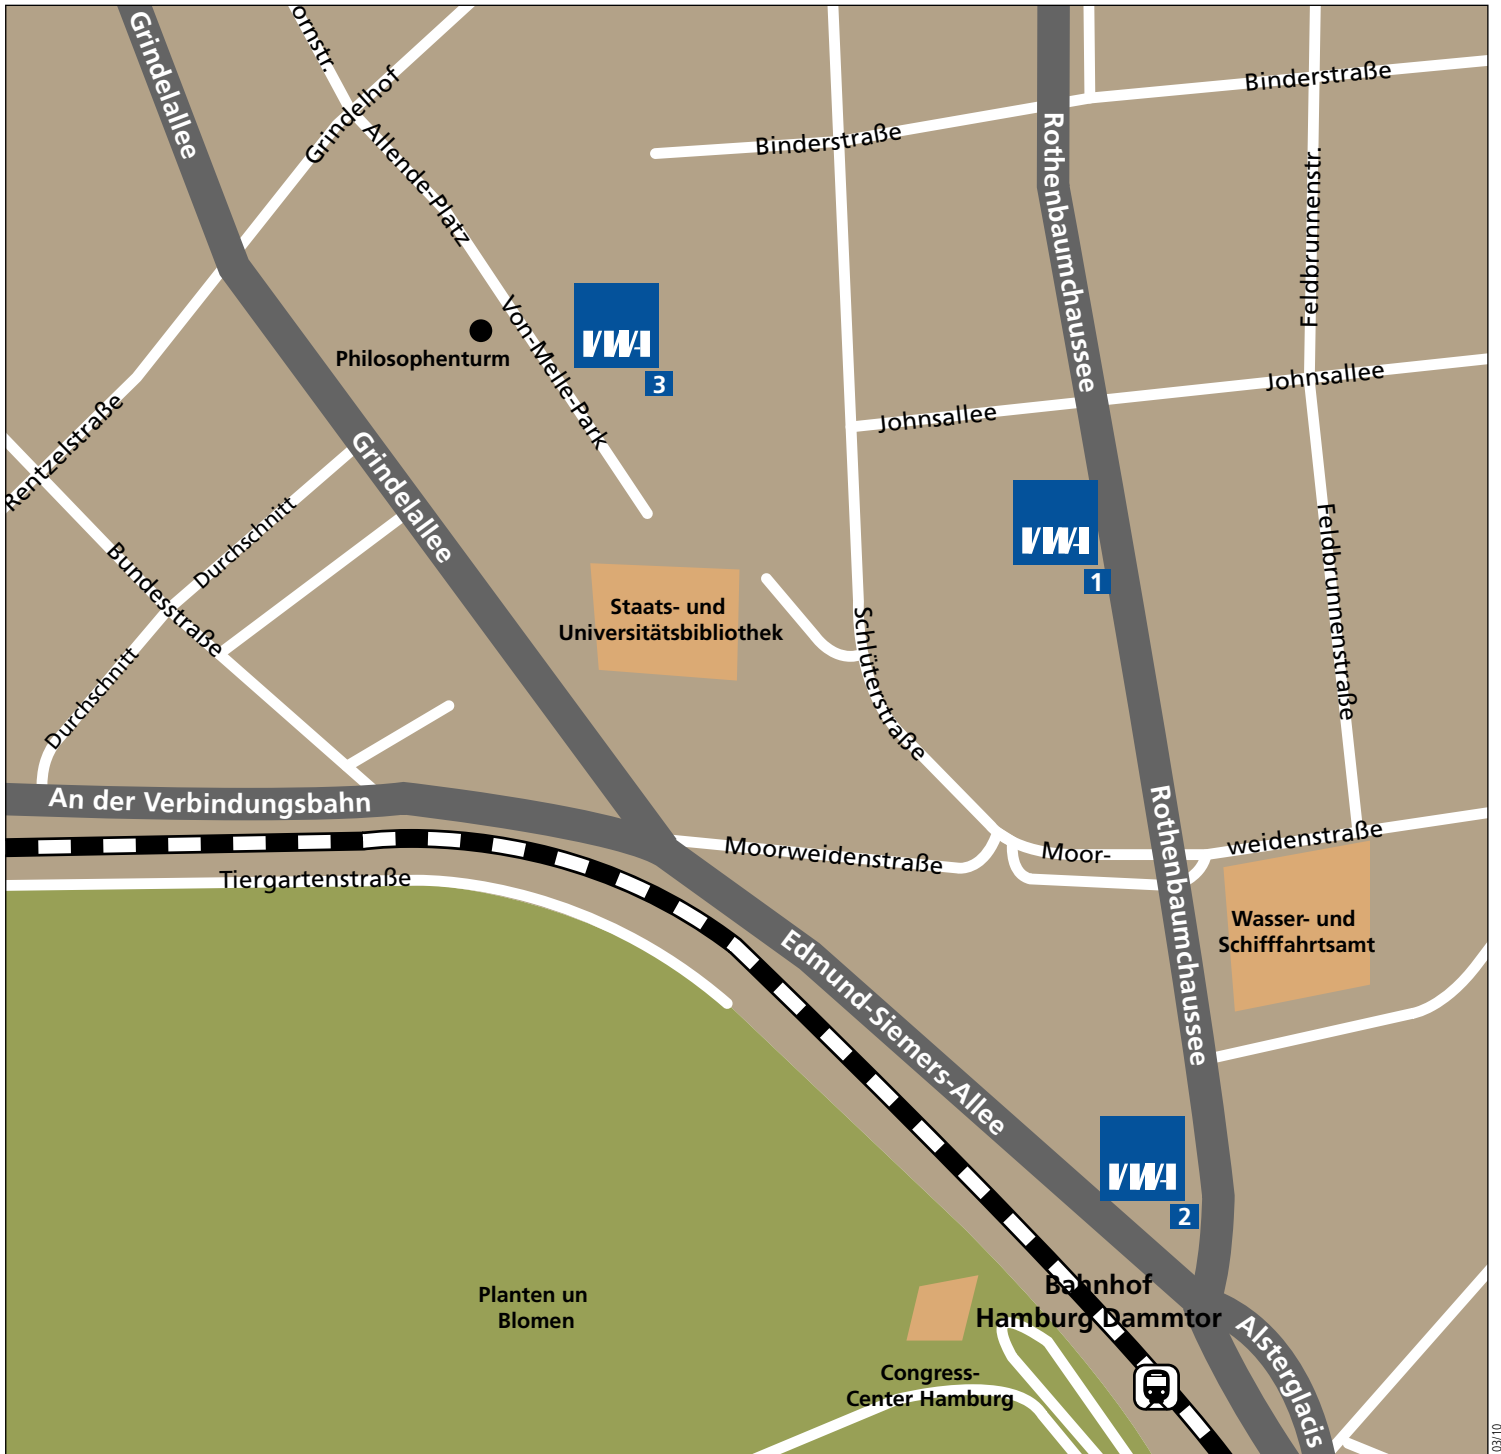 Grindelallee
ornstr.
Grindelhof
Allende-Platz
Binderstraße
Binderstraße
Rothenbaumchaussee
Feldbrunnenstr.
Philosophenturm
Von-Melle-Park
VWA
3
Johnsallee
Johnsallee
Rentzelstraße
Grindelallee
Durchschnitt
Bundesstraße
Durchschnitt
VWA
1
Feldbrunnenstraße
Staats- und
Universitätsbibliothek
Schlüterstraße
An der Verbindungsbahn
Moorweidenstraße
Moor-
weidenstraße
Rothenbaumchaussee
Tiergartenstraße
Wasser- und
Schifffahrtsamt
Edmund-Siemers-Allee
VWA
2
Planten un
Blomen
Bahnhof
Hamburg Dammtor
Congress-
Center Hamburg
Alsterglacis
03/10